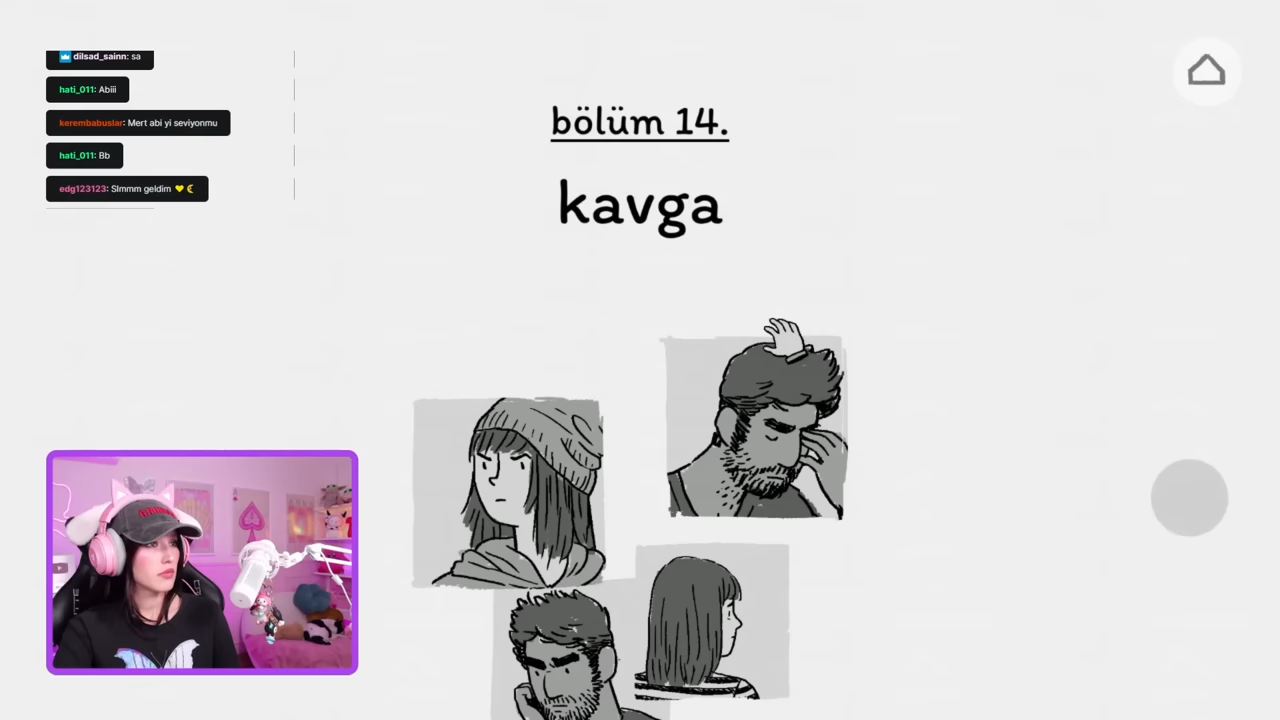 dilsad_sainn: sa
hati_011: Abiii
kerembabuslar: Mert abi yi seviyonmu
hati_011: Bb
edg123123: Slmmm geldim
bölüm 14.
kavga